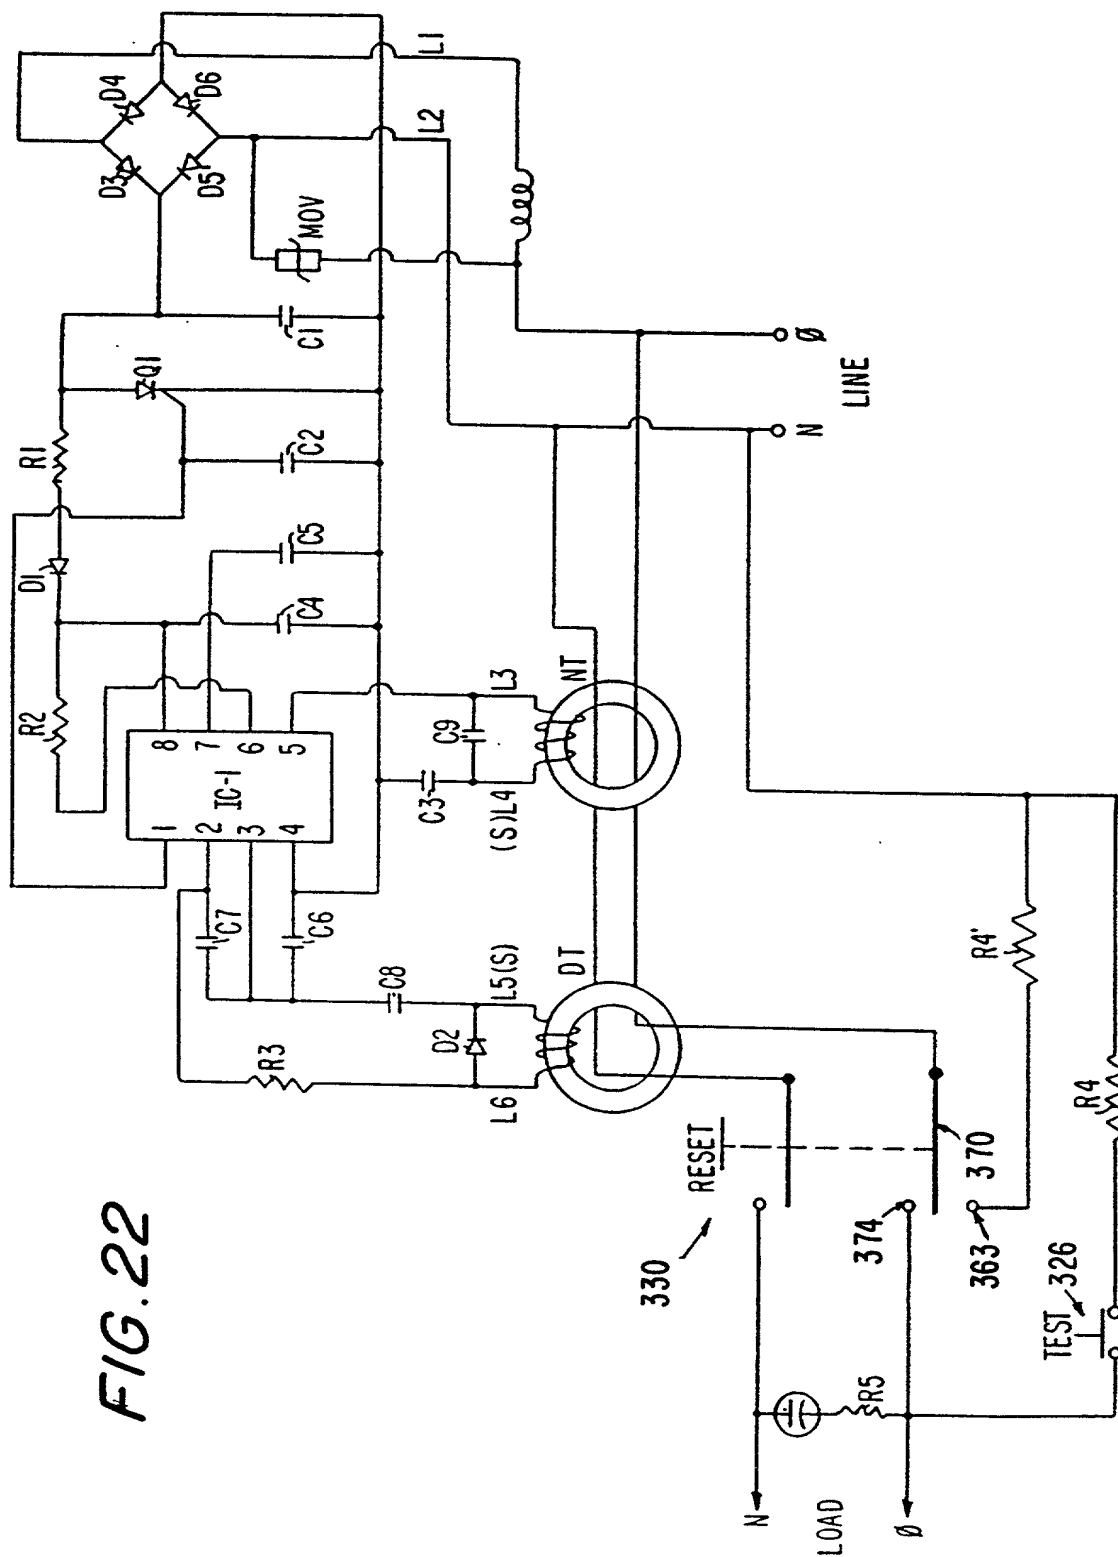 FIG. 22
L1
L2
D4
D6
D3
D5
MOV
C1
Q1
R1
C2
C5
D1
C4
R2
IC-1
8
7
6
5
1
2
3
4
L3
C9
C3
(S)L4
NT
C7
C6
C8
L5(S)
D2
DT
R3
L6
Ø
LINE
N
RESET
330
374
370
363
R4'
R4
TEST
326
R5
N
LOAD
Ø